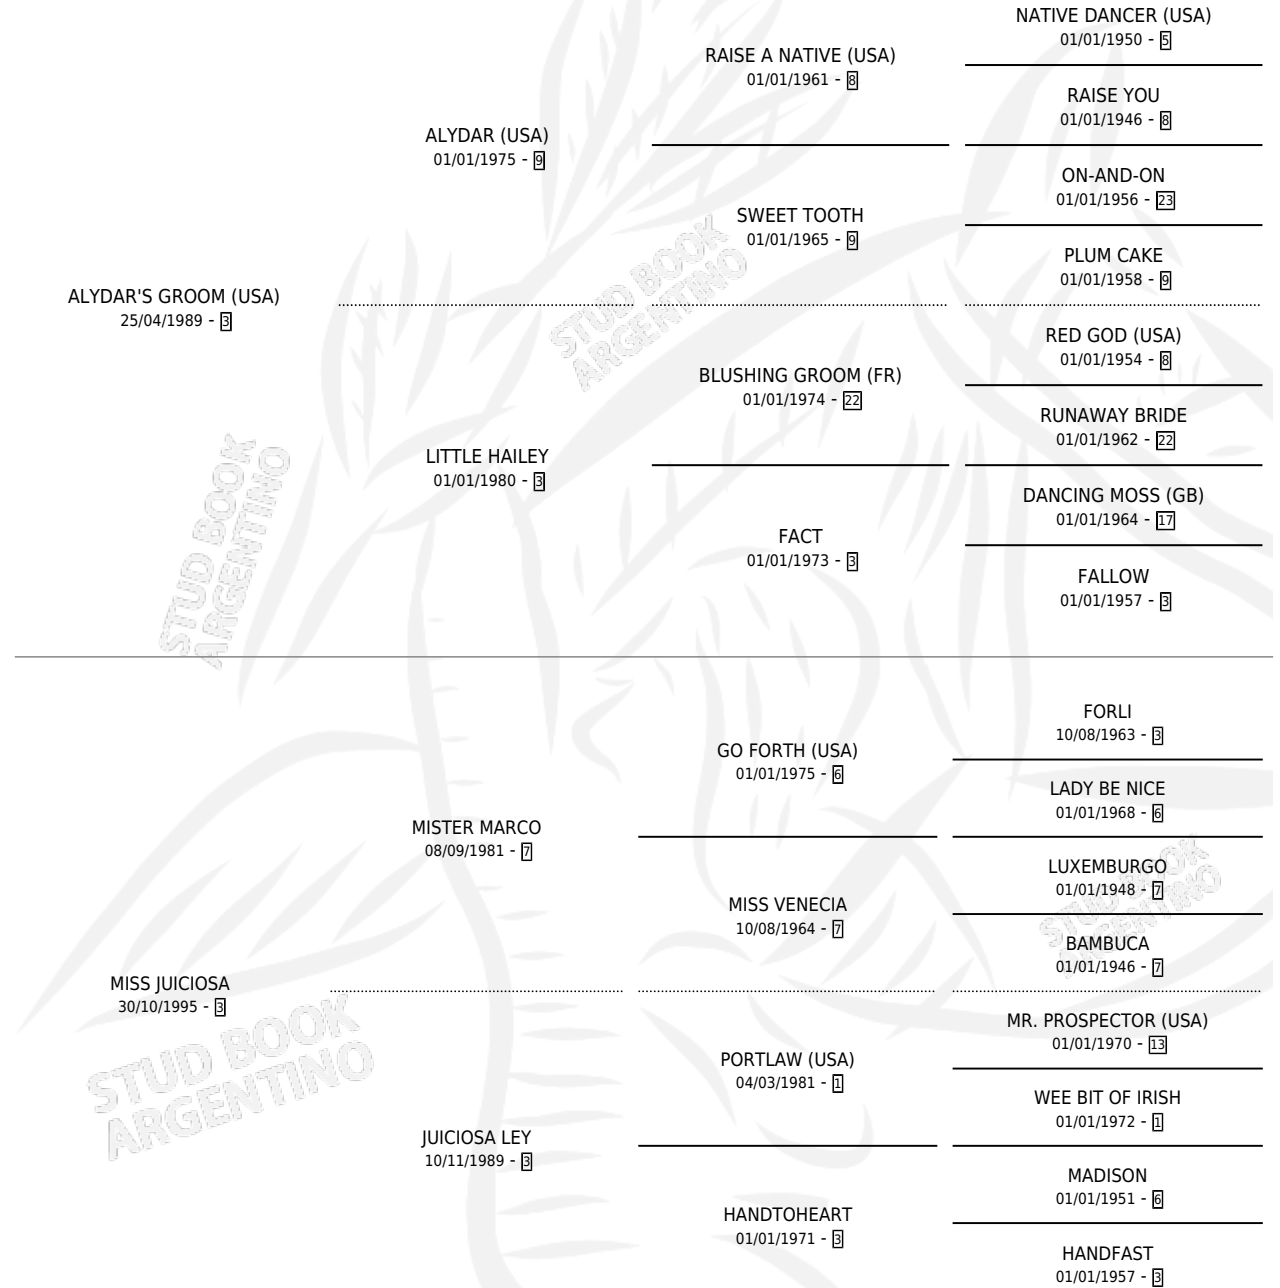 NATIVE DANCER (USA)
01/01/1950 - 5
RAISE A NATIVE (USA)
01/01/1961 - 8
RAISE YOU
01/01/1946 - 8
ALYDAR (USA)
01/01/1975 - 9
ON-AND-ON
01/01/1956 - 23
SWEET TOOTH
01/01/1965 - 9
PLUM CAKE
01/01/1958 - 9
ALYDAR'S GROOM (USA)
25/04/1989 - 3
STUD BOOK
ARGENTINO
RED GOD (USA)
01/01/1954 - 8
BLUSHING GROOM (FR)
01/01/1974 - 22
RUNAWAY BRIDE
01/01/1962 - 22
LITTLE HAILEY
01/01/1980 - 3
DANCING MOSS (GB)
01/01/1964 - 17
FACT
01/01/1973 - 3
FALLOW
01/01/1957 - 3
STUD BOOK
ARGENTINO
FORLI
10/08/1963 - 3
GO FORTH (USA)
01/01/1975 - 6
LADY BE NICE
01/01/1968 - 6
MISTER MARCO
08/09/1981 - 7
LUXEMBURGO
01/01/1948 - 7
MISS VENECIA
10/08/1964 - 7
BAMBUCA
01/01/1946 - 7
STUD BOOK
ARGENTINO
MISS JUICIOSA
30/10/1995 - 3
MR. PROSPECTOR (USA)
01/01/1970 - 13
PORTLAW (USA)
04/03/1981 - 1
WEE BIT OF IRISH
01/01/1972 - 1
STUD BOOK
ARGENTINO
JUICIOSA LEY
10/11/1989 - 3
MADISON
01/01/1951 - 6
HANDTOHEART
01/01/1971 - 3
HANDFAST
01/01/1957 - 3